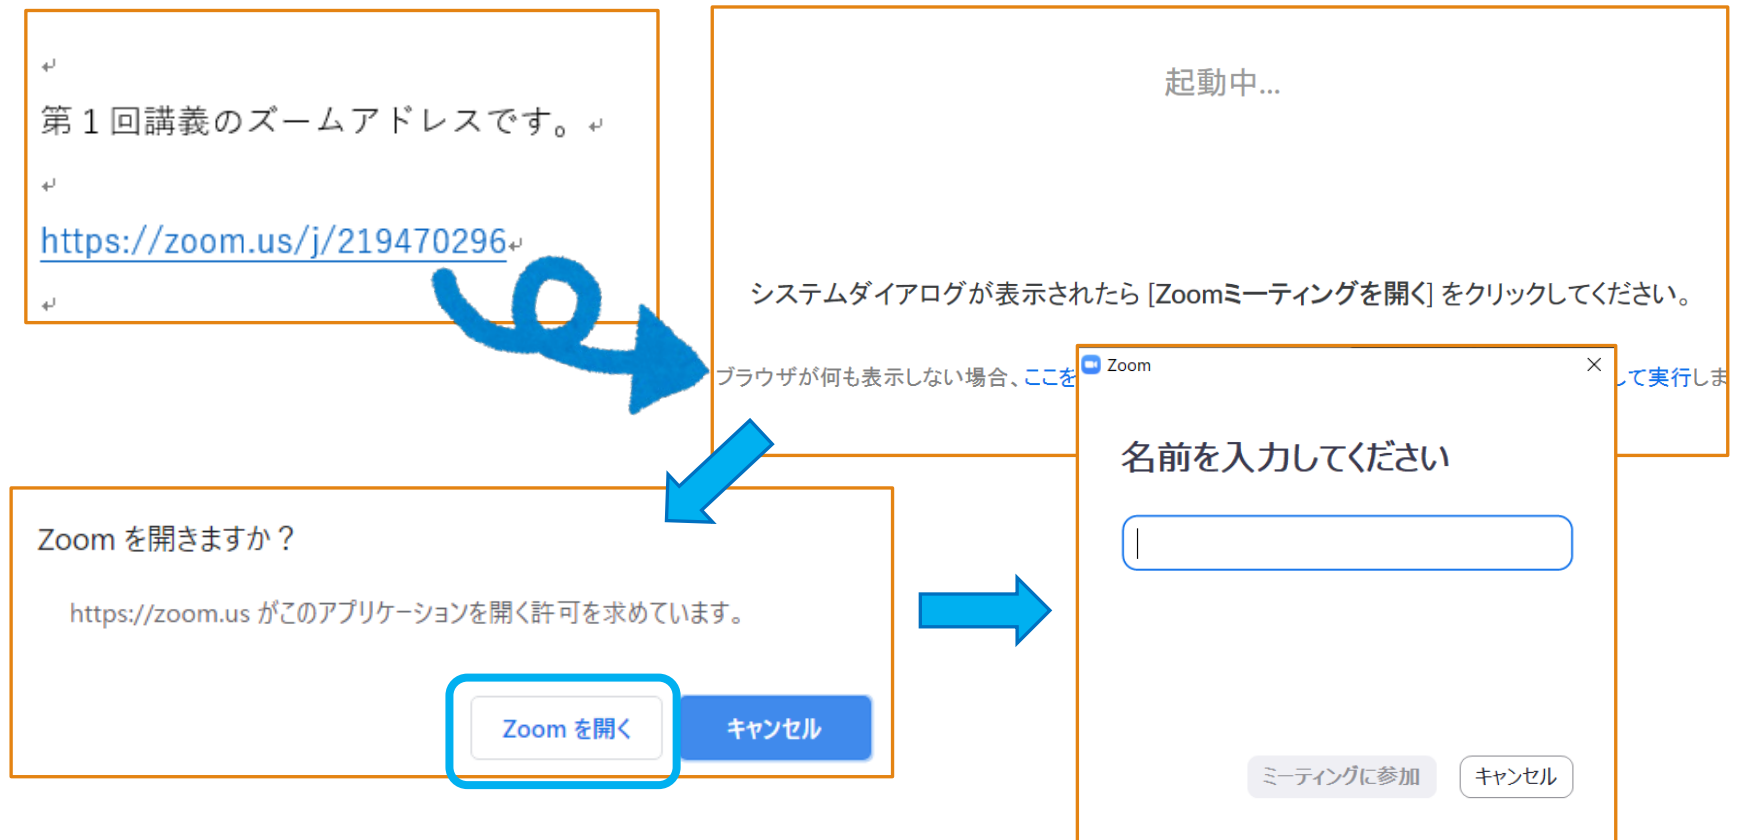 第1回講義のズームアドレスです。
https://zoom.us/j/219470296
起動中...
システムダイアログが表示されたら [Zoomミーティングを開く] をクリックしてください。
ブラウザが何も表示しない場合、ここを
して実行しま
Zoom を開きますか？
https://zoom.us がこのアプリケーションを開く許可を求めています。
Zoom を開く
キャンセル
Zoom
名前を入力してください
ミーティングに参加
キャンセル